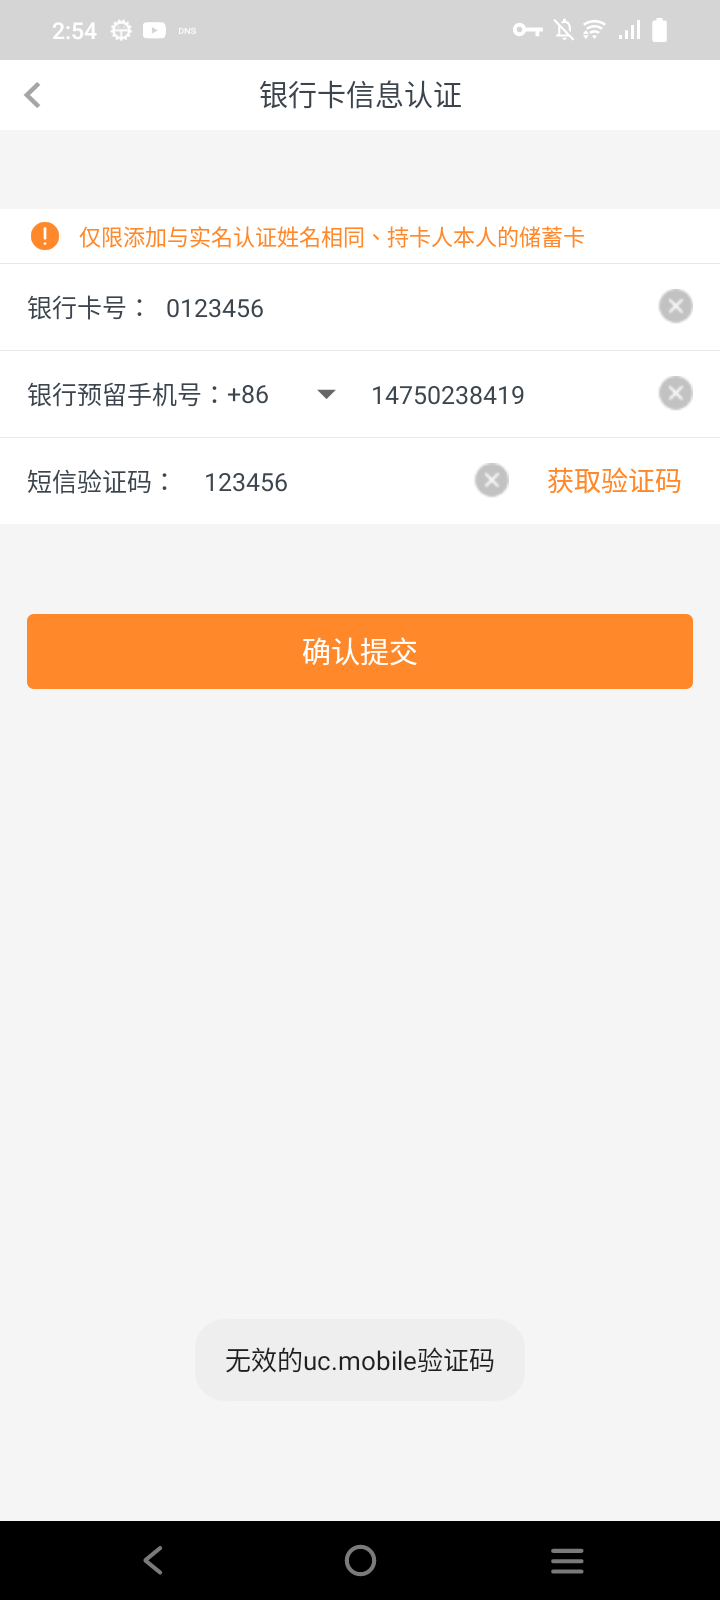 2:54 DNS
银行卡信息认证
仅限添加与实名认证姓名相同、持卡人本人的储蓄卡
银行卡号： 0123456
银行预留手机号：+86 14750238419
短信验证码： 123456 获取验证码
确认提交
无效的uc.mobile验证码